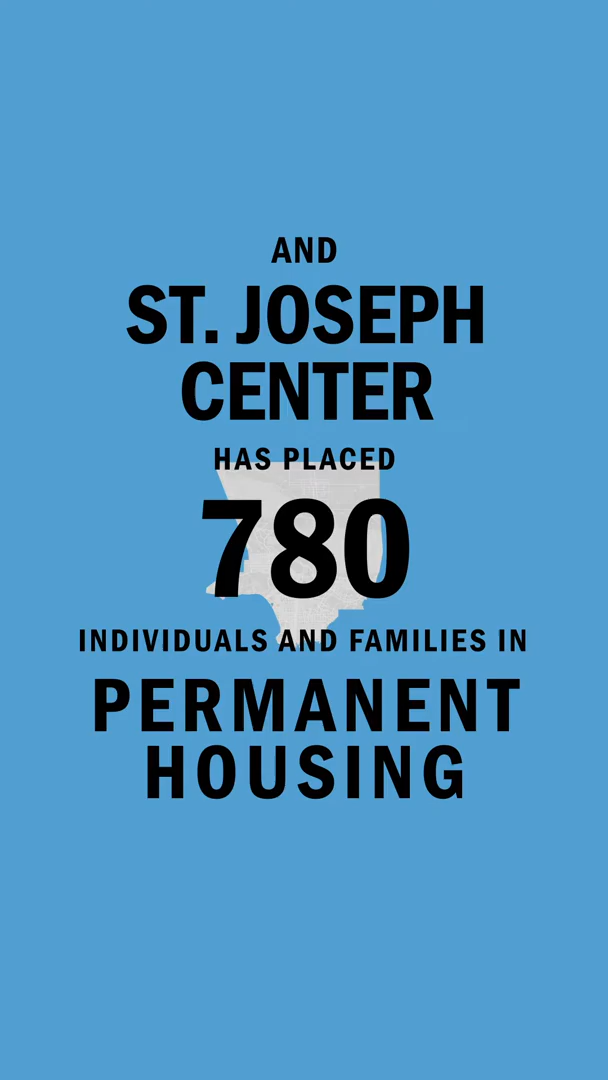 AND
ST. JOSEPH
CENTER
HAS PLACED
780
INDIVIDUALS AND FAMILIES IN
PERMANENT
HOUSING